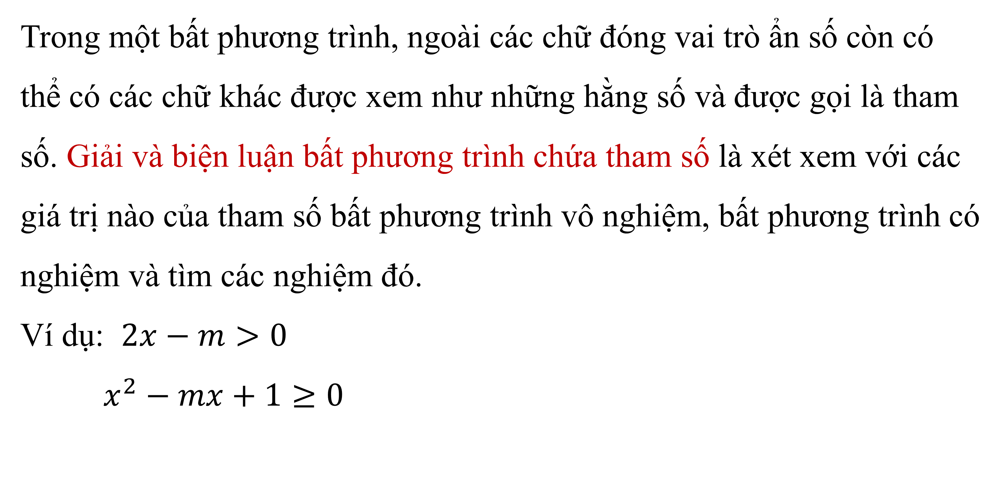 Trong một bất phương trình, ngoài các chữ đóng vai trò ẩn số còn có
thể có các chữ khác được xem như những hằng số và được gọi là tham
số. Giải và biện luận bất phương trình chứa tham số là xét xem với các
giá trị nào của tham số bất phương trình vô nghiệm, bất phương trình có
nghiệm và tìm các nghiệm đó.
Ví dụ: 2x − m > 0
x² − mx + 1 ≥ 0